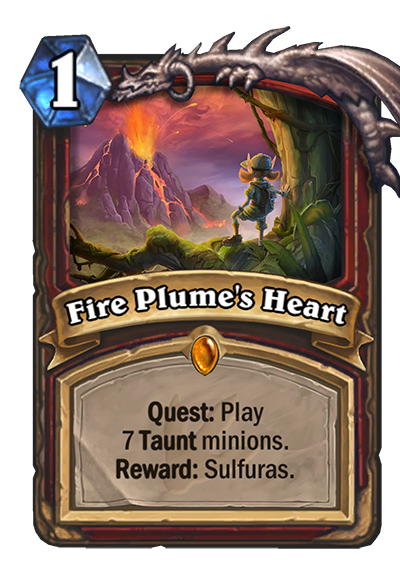 1
Fire Plume's Heart
Quest: Play
7 Taunt minions.
Reward: Sulfuras.